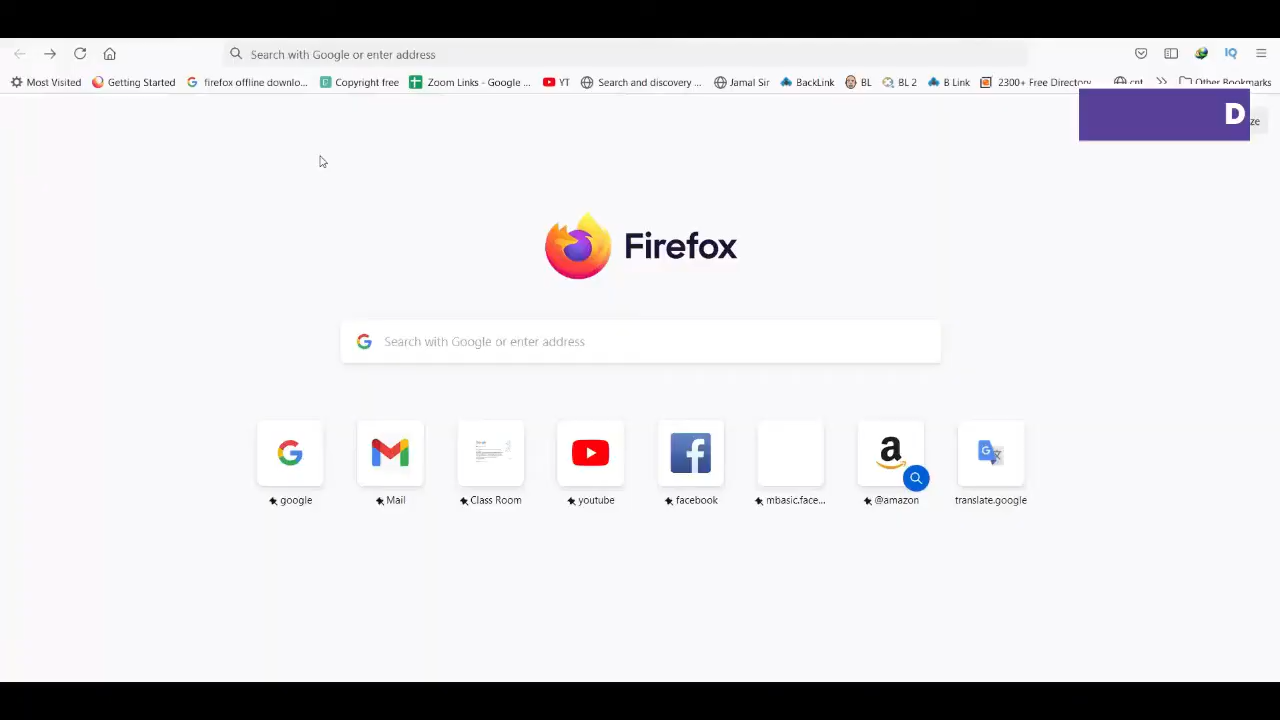 Search with Google or enter address
IQ
Most Visited Getting Started firefox offline downlo... Copyright free Zoom Links - Google ... YT Search and discovery ... Jamal Sir BackLink BL BL 2 B Link 2300+ Free Directory Other Bookmarks
D
ze
Firefox
Search with Google or enter address
google Mail Class Room youtube facebook mbasic.face... @amazon translate.google